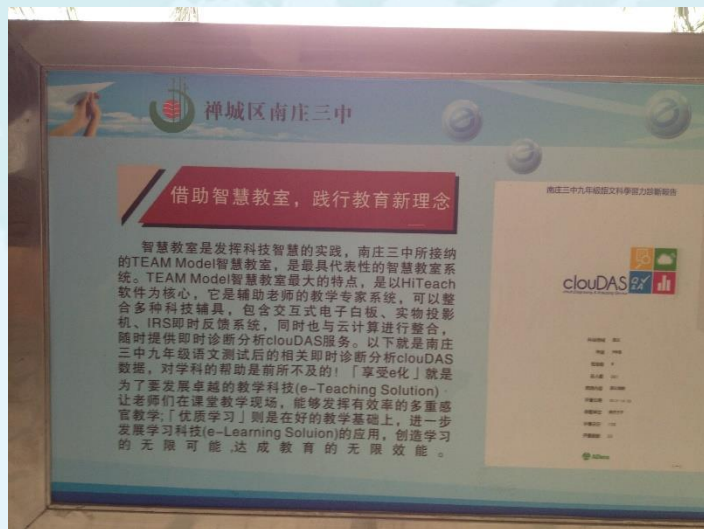 禅城区南庄三中
借助智慧教室，践行教育新理念
智慧教室是发挥科技智慧的实践，南庄三中所接纳
的TEAM Model智慧教室，是最具代表性的智慧教室系
统。TEAM Model智慧教室最大的特点，是以HiTeach
软件为核心，它是辅助老师的教学专家系统，可以整
合多种科技辅具，包含交互式电子白板、实物投影
机、IRS即时反馈系统，同时也与云计算进行整合，
随时提供即时诊断分析clouDAS服务。以下就是南庄
三中九年级语文测试后的相关即时诊断分析clouDAS
数据，对学科的帮助是前所不及的！「享受e化」就是
为了要发展卓越的教学科技(e-Teaching Solution)，
让老师们在课堂教学现场，能够发挥有效率的多重感
官教学;「优质学习」则是在好的教学基础上，进一步
发展学习科技(e-Learning Soluion)的应用，创造学习
的无限可能,达成教育的无限效能。
南庄三中九年级語文科學習力診斷報告
clouDAS